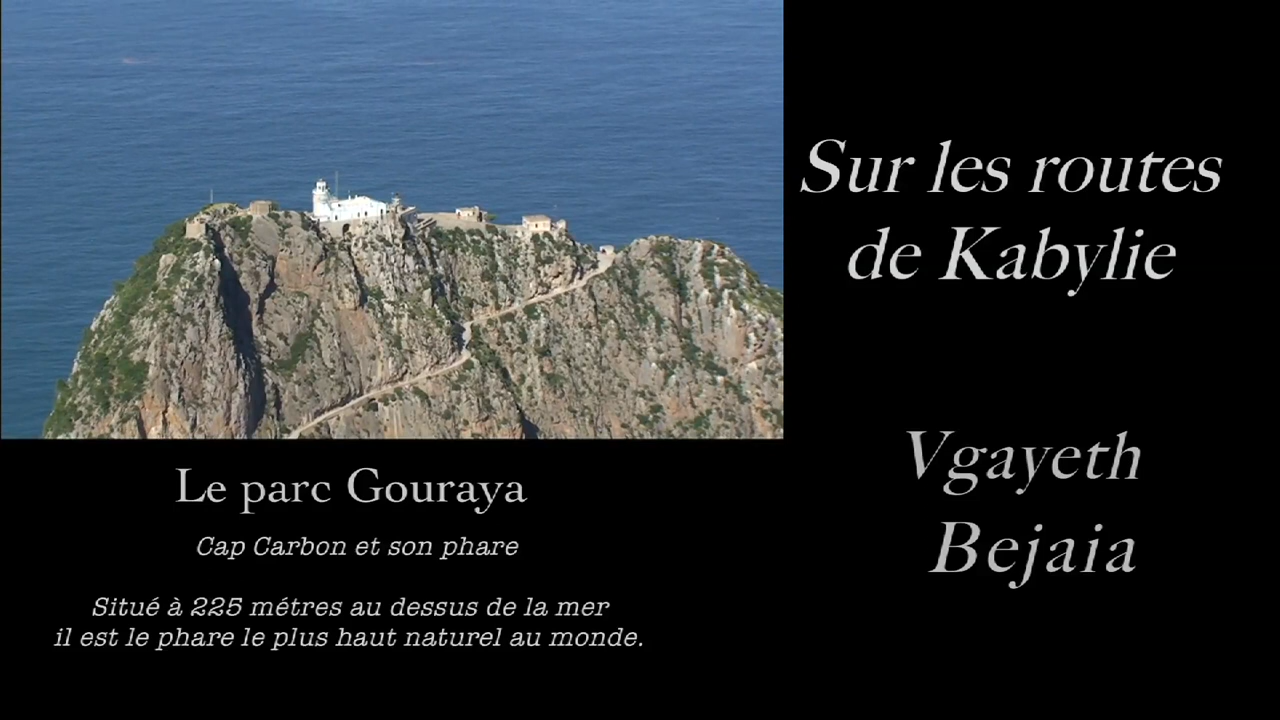 Sur les routes
de Kabylie
Vgayeth
Bejaia
Le parc Gouraya
Cap Carbon et son phare
Situé à 225 métres au dessus de la mer
il est le phare le plus haut naturel au monde.